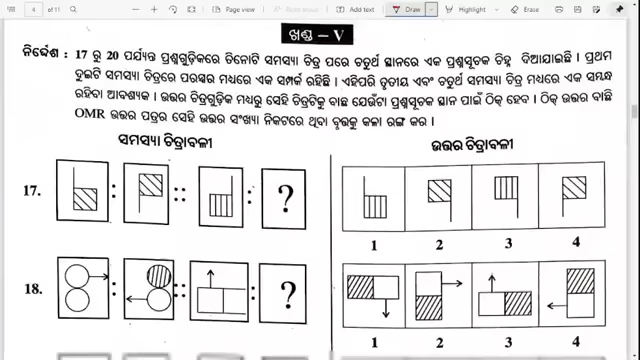 4 of 11
Add text
Draw
Highlight
Erase
ଖଣ୍ଡ – V
ନିର୍ଦ୍ଦେଶ : 17 ରୁ 20 ପର୍ଯ୍ୟନ୍ତ ପ୍ରଶ୍ନଗୁଡ଼ିକରେ ତିନୋଟି ସମସ୍ୟା ଚିତ୍ର ପରେ ଚତୁର୍ଥ ସ୍ଥାନରେ ଏକ ପ୍ରଶ୍ନସୂଚକ ଚିହ୍ନ ଦିଆଯାଇଛି । ପ୍ରଥମ
ଦୁଇଟି ସମସ୍ୟା ଚିତ୍ରରେ ପରସ୍ପର ମଧ୍ୟରେ ଏକ ସମ୍ପର୍କ ରହିଛି । ଏହିପରି ତୃତୀୟ ଏବଂ ଚତୁର୍ଥ ସମସ୍ୟା ଚିତ୍ର ମଧ୍ୟରେ ଏକ ସମ୍ବନ୍ଧ
ରହିବା ଆବଶ୍ୟକ । ଉତ୍ତର ଚିତ୍ରଗୁଡ଼ିକ ମଧ୍ୟରୁ ସେହି ଚିତ୍ରଟିକୁ ବାଛ ଯେଉଁଟା ପ୍ରଶ୍ନସୂଚକ ସ୍ଥାନ ପାଇଁ ଠିକ୍ ହେବ । ଠିକ୍ ଉତ୍ତର ବାଛି
OMR ଉତ୍ତର ପତ୍ରର ସେହି ଉତ୍ତର ସଂଖ୍ୟା ନିକଟରେ ଥିବା ବୃତ୍ତକୁ କଳା ରଙ୍ଗ କର ।
ସମସ୍ୟା ଚିତ୍ରାବଳୀ
ଉତ୍ତର ଚିତ୍ରାବଳୀ
17. : :: : ?
1 2 3 4
18. : :: : ?
1 2 3 4